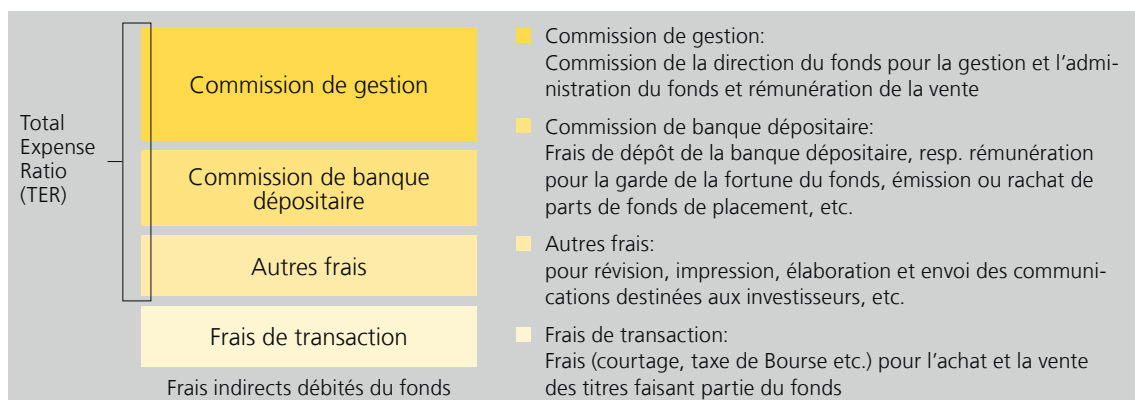 Total
Expense
Ratio
(TER)
Commission de gestion
Commission de banque
dépositaire
Autres frais
Frais de transaction
Frais indirects débités du fonds
Commission de gestion:
Commission de la direction du fonds pour la gestion et l'admi-
nistration du fonds et rémunération de la vente
Commission de banque dépositaire:
Frais de dépôt de la banque dépositaire, resp. rémunération
pour la garde de la fortune du fonds, émission ou rachat de
parts de fonds de placement, etc.
Autres frais:
pour révision, impression, élaboration et envoi des communi-
cations destinées aux investisseurs, etc.
Frais de transaction:
Frais (courtage, taxe de Bourse etc.) pour l'achat et la vente
des titres faisant partie du fonds